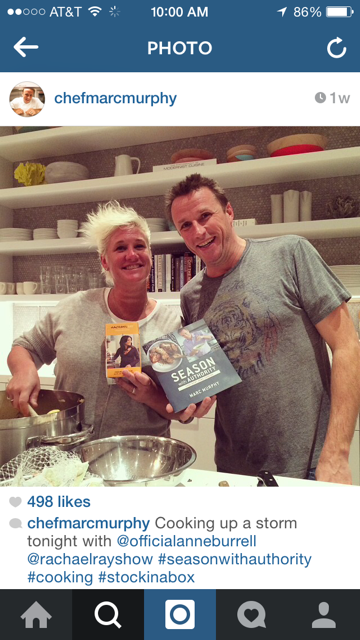 AT&T 10:00 AM 86%
PHOTO
chefmarcmurphy 1w
SEASON
WITH
AUTHORITY
MARC MURPHY
498 likes
chefmarcmurphy Cooking up a storm
tonight with @officialanneburrell
@rachaelrayshow #seasonwithauthority
#cooking #stockinabox